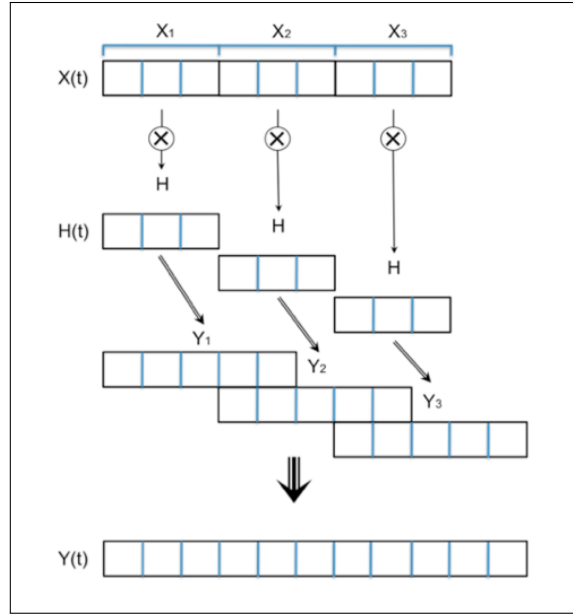 X1 X2 X3
X(t)
H
H(t) H
H
Y1
Y2
Y3
Y(t)